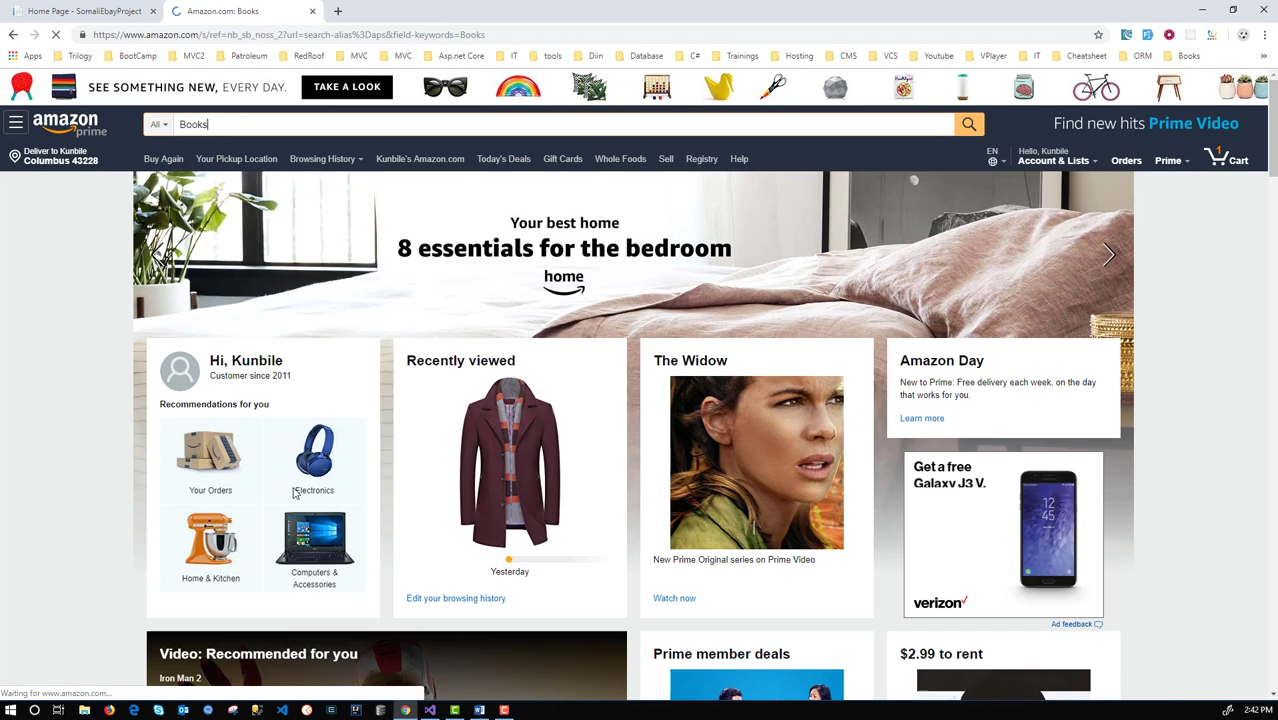 Home Page - SomaliEbayProject
Amazon.com: Books
https://www.amazon.com/s/ref=nb_sb_noss_2?url=search-alias%3Daps&field-keywords=Books
Apps Trilogy BootCamp MVC2 Patroleum RedRoof MVC MVC Asp.net Core IT tools Diin Database C# Trainings Hosting CMS VCS Youtube VPlayer IT Cheatsheet ORM Books
SEE SOMETHING NEW, EVERY DAY. TAKE A LOOK
amazon
prime
All Books
Find new hits Prime Video
Deliver to Kunbile
Columbus 43228
Buy Again Your Pickup Location Browsing History Kunbile's Amazon.com Today's Deals Gift Cards Whole Foods Sell Registry Help
EN
Hello, Kunbile
Account & Lists Orders Prime 1 Cart
Your best home
8 essentials for the bedroom
home
Hi, Kunbile
Customer since 2011
Recommendations for you
Your Orders
Electronics
Home & Kitchen
Computers &
Accessories
Recently viewed
Yesterday
Edit your browsing history
The Widow
New Prime Original series on Prime Video
Watch now
Amazon Day
New to Prime: Free delivery each week, on the day
that works for you.
Learn more
Get a free
Galaxy J3 V.
12
45
verizon
Ad feedback
Video: Recommended for you
Iron Man 2
Prime member deals
$2.99 to rent
Waiting for www.amazon.com...
2:42 PM